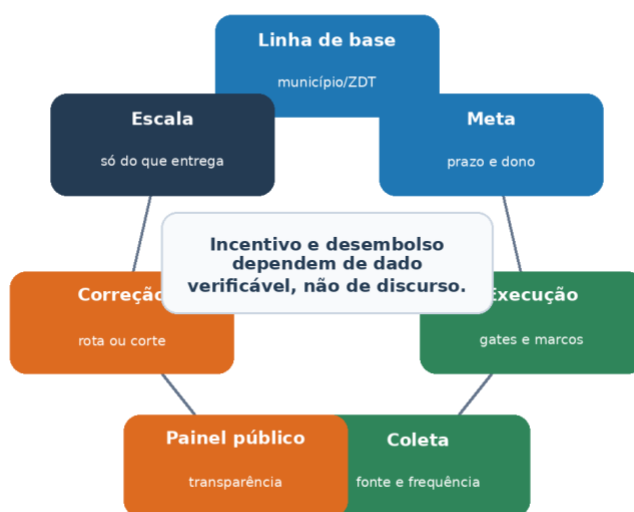 Linha de base
município/ZDT
Escala
só do que entrega
Meta
prazo e dono
Incentivo e desembolso
dependem de dado
verificável, não de discurso.
Correção
rota ou corte
Execução
gates e marcos
Painel público
transparência
Coleta
fonte e frequência